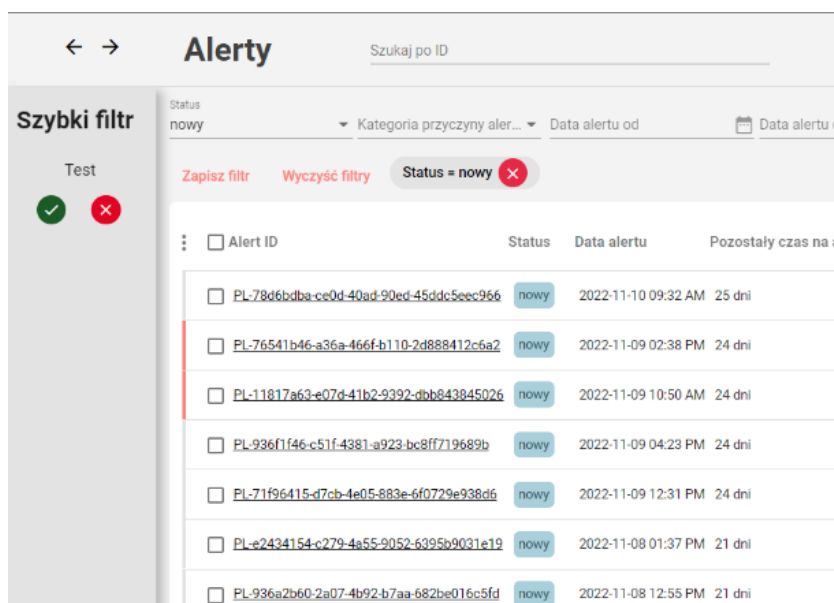 Alerty
Szukaj po ID
Szybki filtr
Test
Status
nowy
Kategoria przyczyny aler...
Data alertu od
Data alertu
Zapisz filtr
Wyczyść filtry
Status = nowy
Alert ID Status Data alertu Pozostały czas na
PL-78d6bdba-ce0d-40ad-90ed-45ddc5eec966 nowy 2022-11-10 09:32 AM 25 dni
PL-76541b46-a36a-466f-b110-2d888412c6a2 nowy 2022-11-09 02:38 PM 24 dni
PL-11817a63-e07d-41b2-9392-dbb843845026 nowy 2022-11-09 10:50 AM 24 dni
PL-936f1f46-c51f-4381-a923-bc8ff719689b nowy 2022-11-09 04:23 PM 24 dni
PL-71f96415-d7cb-4e05-883e-6f0729e938d6 nowy 2022-11-09 12:31 PM 24 dni
PL-e2434154-c279-4a55-9052-6395b9031e19 nowy 2022-11-08 01:37 PM 21 dni
PL-936a2b60-2a07-4b92-b7aa-682be016c5fd nowy 2022-11-08 12:55 PM 21 dni